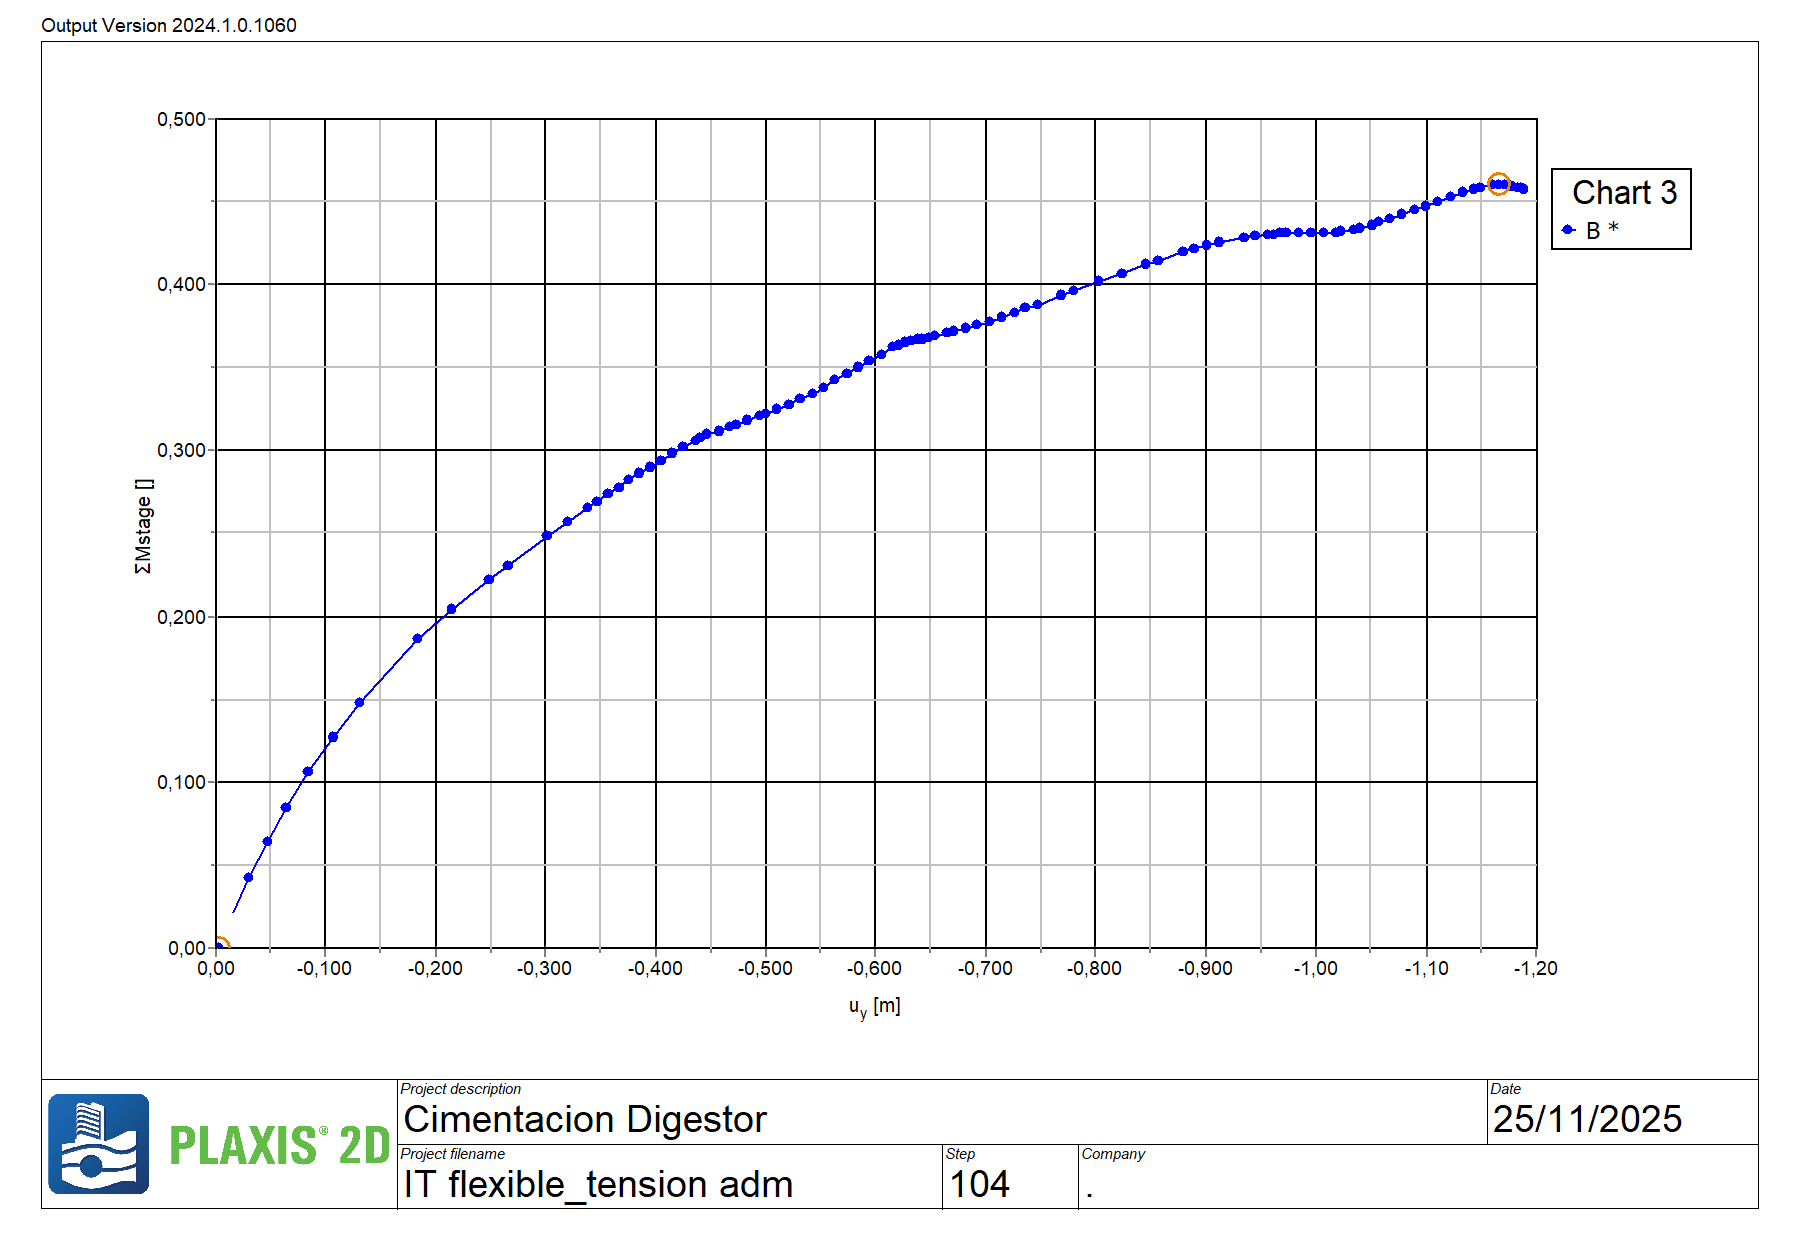 Output Version 2024.1.0.1060
0,500
0,400
0,300
0,200
0,100
0,00
ΣMstage []
0,00 -0,100 -0,200 -0,300 -0,400 -0,500 -0,600 -0,700 -0,800 -0,900 -1,00 -1,10 -1,20
uy [m]
Chart 3
B *
PLAXIS® 2D
Project description
Cimentacion Digestor
Date
25/11/2025
Project filename
IT flexible_tension adm
Step
104
Company
.